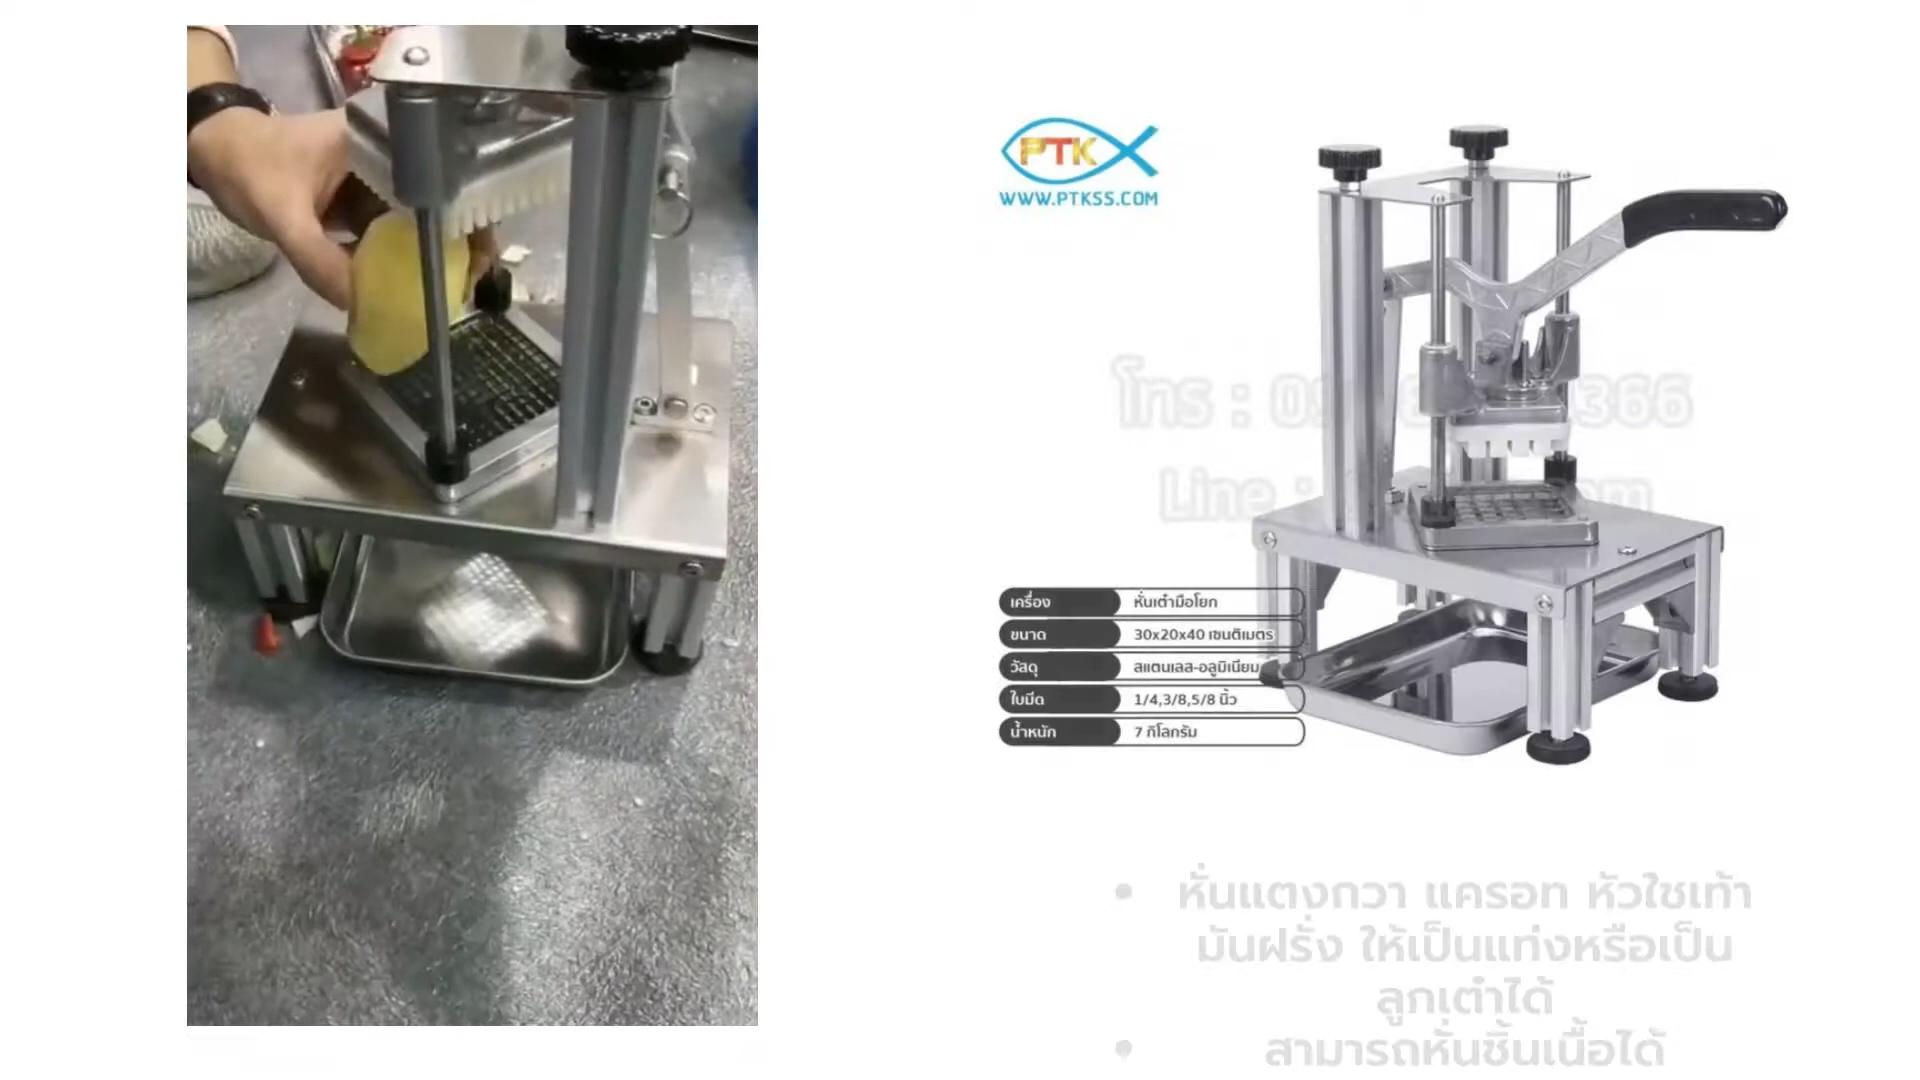 PTK
WWW.PTKSS.COM
โทร : 09
366
Line :
เครื่อง หั่นเต๋ามือโยก
ขนาด 30x20x40 เซนติเมตร
วัสดุ สแตนเลส-อลูมิเนียม
ใบมีด 1/4,3/8,5/8 นิ้ว
น้ำหนัก 7 กิโลกรัม
• หั่นแตงกวา แครอท หัวใชเท้า
มันฝรั่ง ให้เป็นแท่งหรือเป็น
ลูกเต๋าได้
• สามารถหั่นชิ้นเนื้อได้